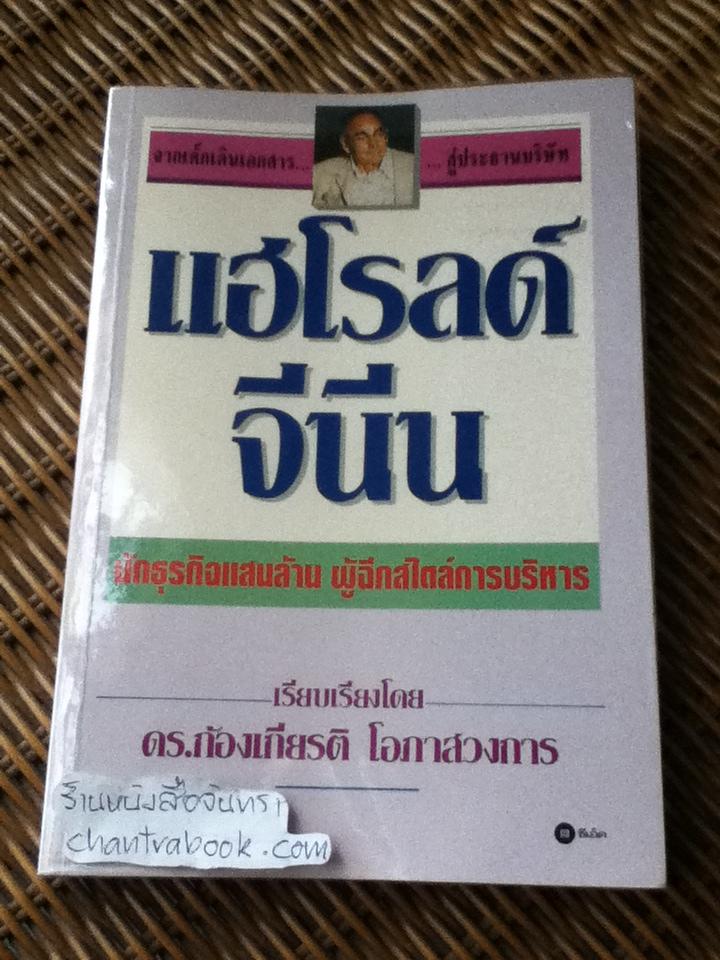 จากเด็กเดินเอกสาร... ... สู่ประธานบริษัท
แฮโรลด์
จีนีน
นักธุรกิจแสนล้าน ผู้ฉีกสไตล์การบริหาร
เรียบเรียงโดย
ดร.ก้องเกียรติ โอภาสวงการ
ร้านหนังสือจันทรา
chantrabook.com
ซีเอ็ด